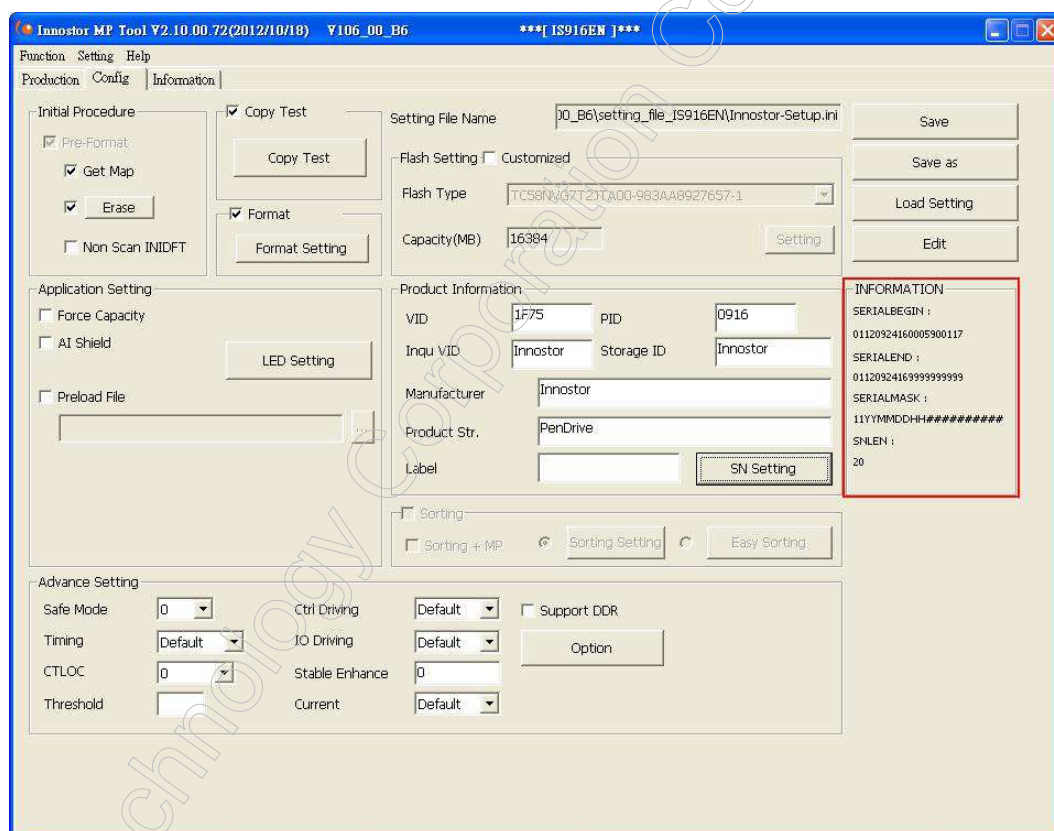 Innostor MP Tool V2.10.00.72(2012/10/18) V106_00_B6 ***[ IS916EN ]***
Function Setting Help
Production Config Information
Initial Procedure
Pre-Format
Get Map
Erase
Non Scan INIDFT
Copy Test
Copy Test
Format
Format Setting
Setting File Name
00_B6\setting_file_IS916EN\Innostor-Setup.ini
Flash Setting Customized
Flash Type TC58NVG7T2JTA00-983AA8927657-1
Capacity(MB) 16384 Setting
Save
Save as
Load Setting
Edit
Application Setting
Force Capacity
AI Shield
LED Setting
Preload File
...
Product Information
VID 1F75 PID 0916
Inqu VID Innostor Storage ID Innostor
Manufacturer Innostor
Product Str. PenDrive
Label SN Setting
INFORMATION
SERIALBEGIN :
01120924160005900117
SERIALEND :
01120924169999999999
SERIALMASK :
11YYMMDDHH##########
SNLEN :
20
Sorting
Sorting + MP Sorting Setting Easy Sorting
Advance Setting
Safe Mode 0 Ctrl Driving Default Support DDR
Timing Default IO Driving Default Option
CTLOC 0 Stable Enhance 0
Threshold Current Default
chnology Corporation Co